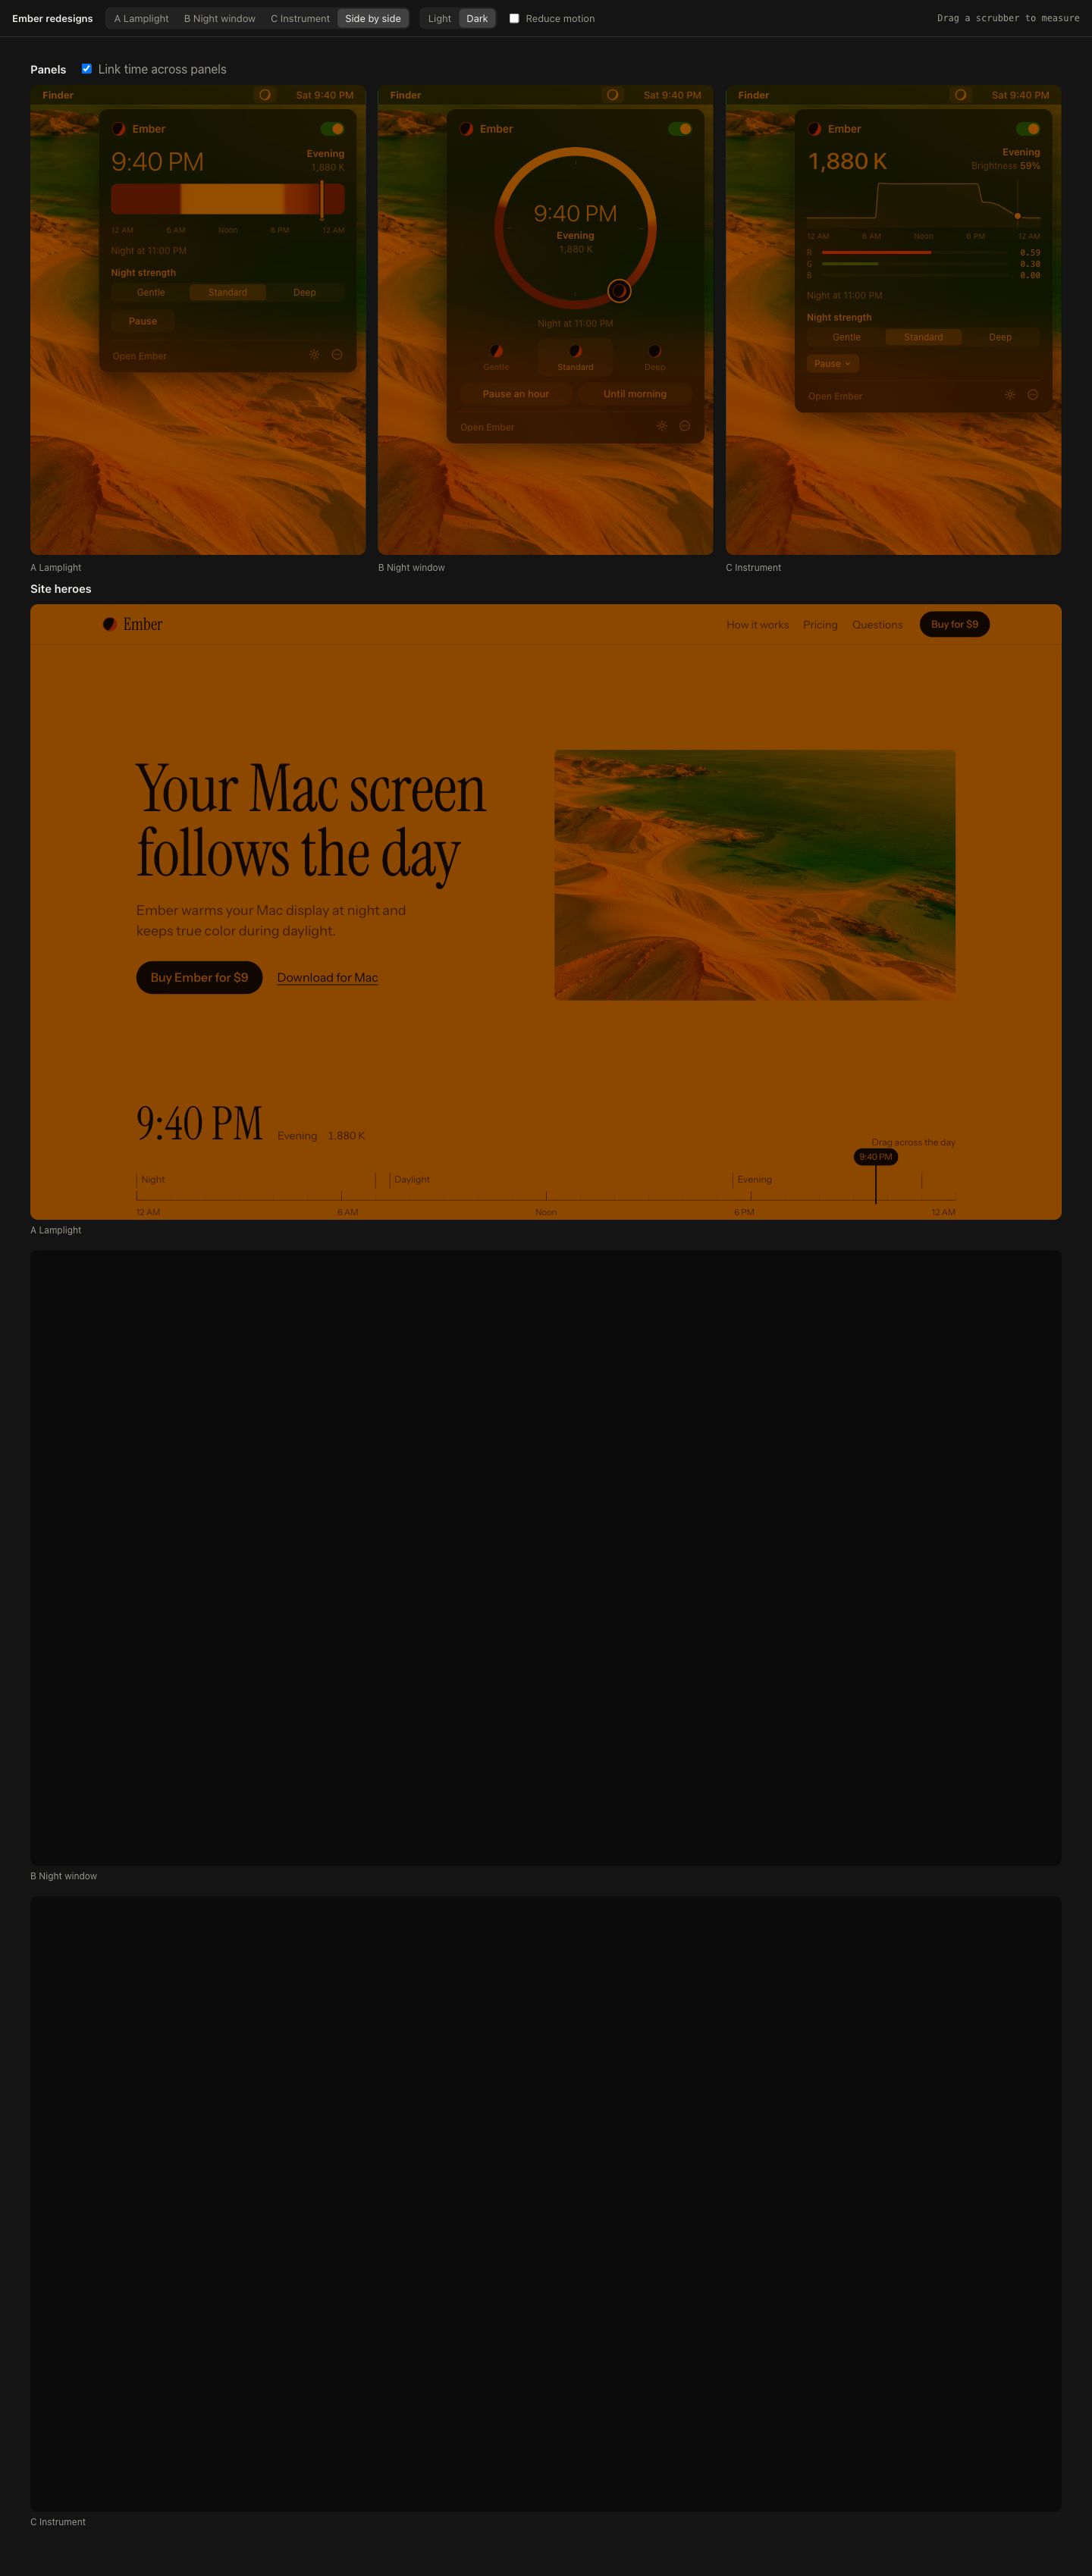 Ember redesigns A Lamplight B Night window C Instrument Side by side Light Dark Reduce motion Drag a scrubber to measure
Panels Link time across panels
Finder Sat 9:40 PM
Ember
9:40 PM Evening
1,880 K
12 AM 6 AM Noon 6 PM 12 AM
Night at 11:00 PM
Night strength
Gentle Standard Deep
Pause
Open Ember
A Lamplight
Finder Sat 9:40 PM
Ember
9:40 PM
Evening
1,880 K
Night at 11:00 PM
Gentle Standard Deep
Pause an hour Until morning
Open Ember
B Night window
Finder Sat 9:40 PM
Ember
1,880 K Evening
Brightness 59%
12 AM 6 AM Noon 6 PM 12 AM
R 0.59
G 0.30
B 0.00
Night at 11:00 PM
Night strength
Gentle Standard Deep
Pause
Open Ember
C Instrument
Site heroes
Ember How it works Pricing Questions Buy for $9
Your Mac screen
follows the day
Ember warms your Mac display at night and
keeps true color during daylight.
Buy Ember for $9 Download for Mac
9:40 PM Evening 1,880 K
Drag across the day
9:40 PM
Night Daylight Evening
12 AM 6 AM Noon 6 PM 12 AM
A Lamplight
B Night window
C Instrument